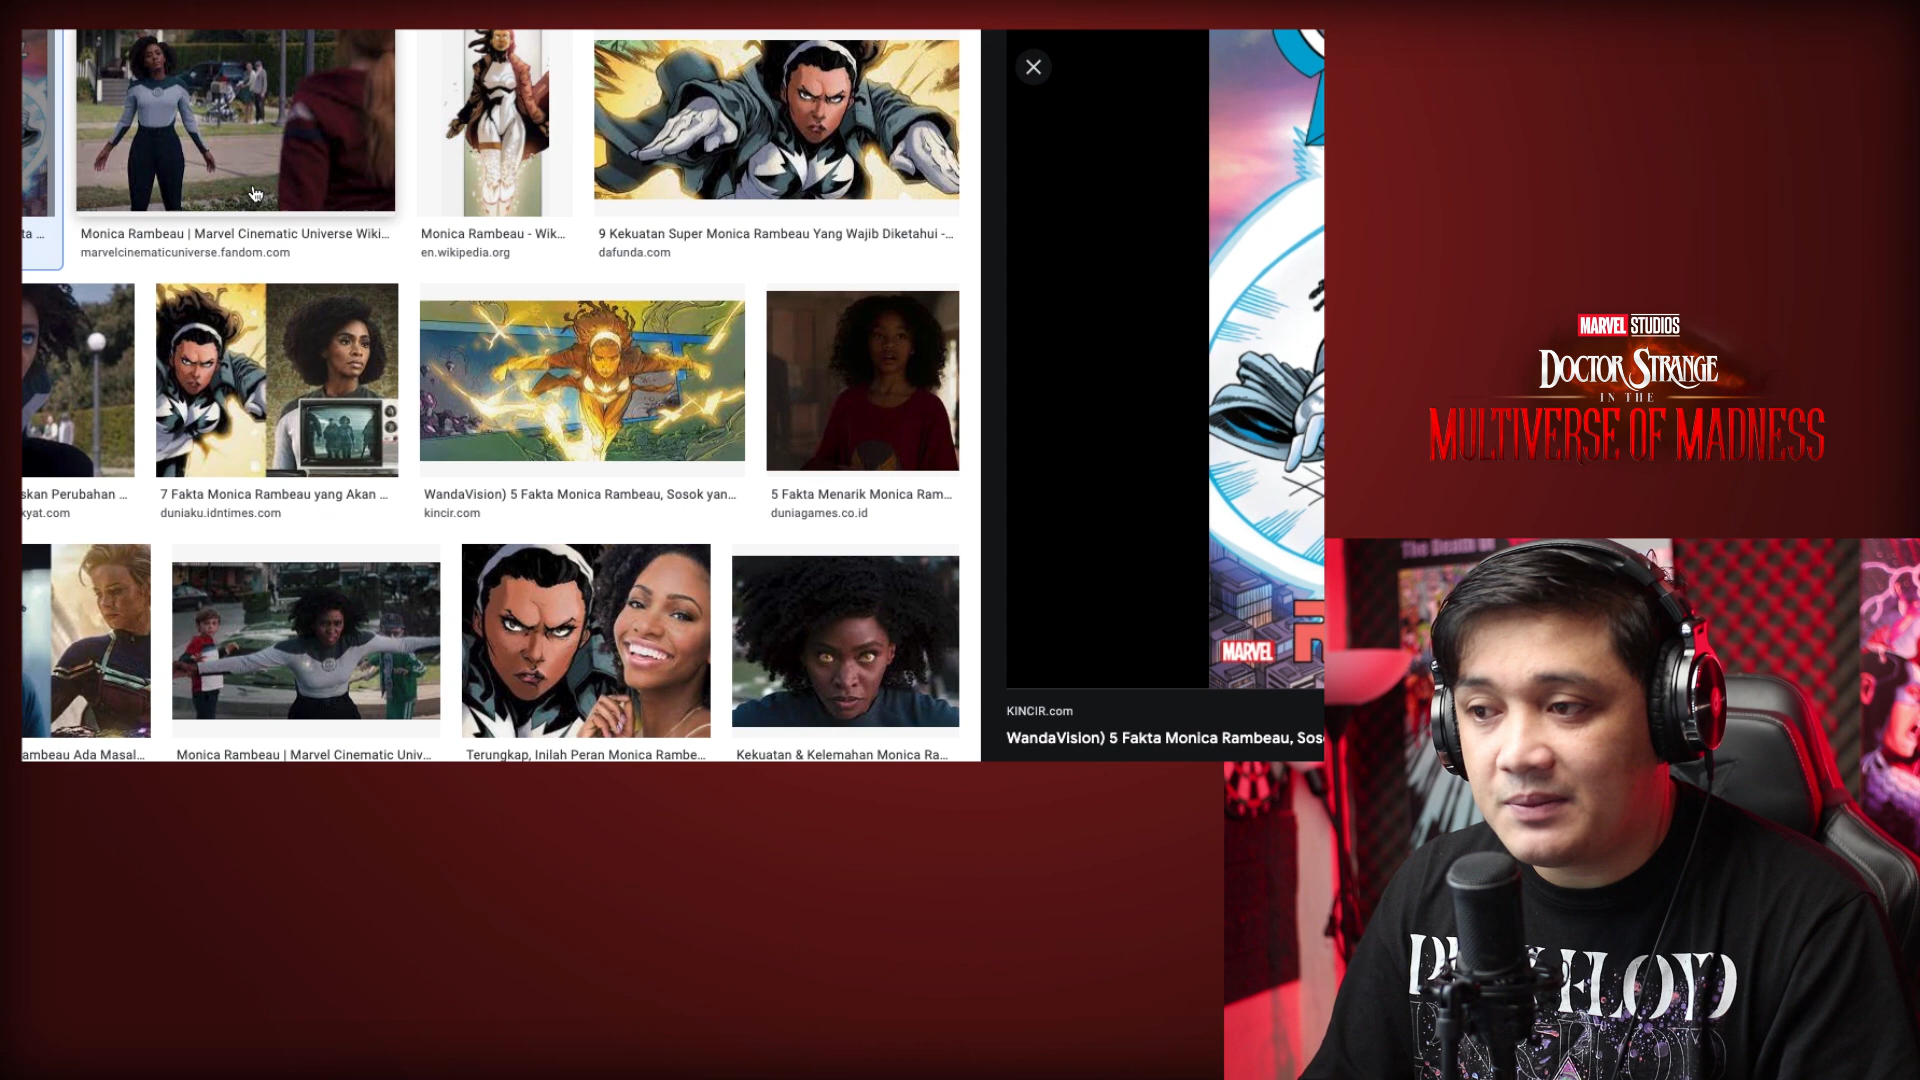 ta ...
Monica Rambeau | Marvel Cinematic Universe Wiki...
marvelcinematicuniverse.fandom.com
Monica Rambeau - Wik...
en.wikipedia.org
9 Kekuatan Super Monica Rambeau Yang Wajib Diketahui -...
dafunda.com
skan Perubahan ...
kyat.com
7 Fakta Monica Rambeau yang Akan ...
duniaku.idntimes.com
WandaVision) 5 Fakta Monica Rambeau, Sosok yan...
kincir.com
5 Fakta Menarik Monica Ram...
duniagames.co.id
ambeau Ada Masal...
Monica Rambeau | Marvel Cinematic Univ...
Terungkap, Inilah Peran Monica Rambe...
Kekuatan & Kelemahan Monica Ra...
MARVEL
KINCIR.com
WandaVision) 5 Fakta Monica Rambeau, Sos
MARVEL STUDIOS
DOCTOR STRANGE
IN THE
MULTIVERSE OF MADNESS
The Death of
FLOYD